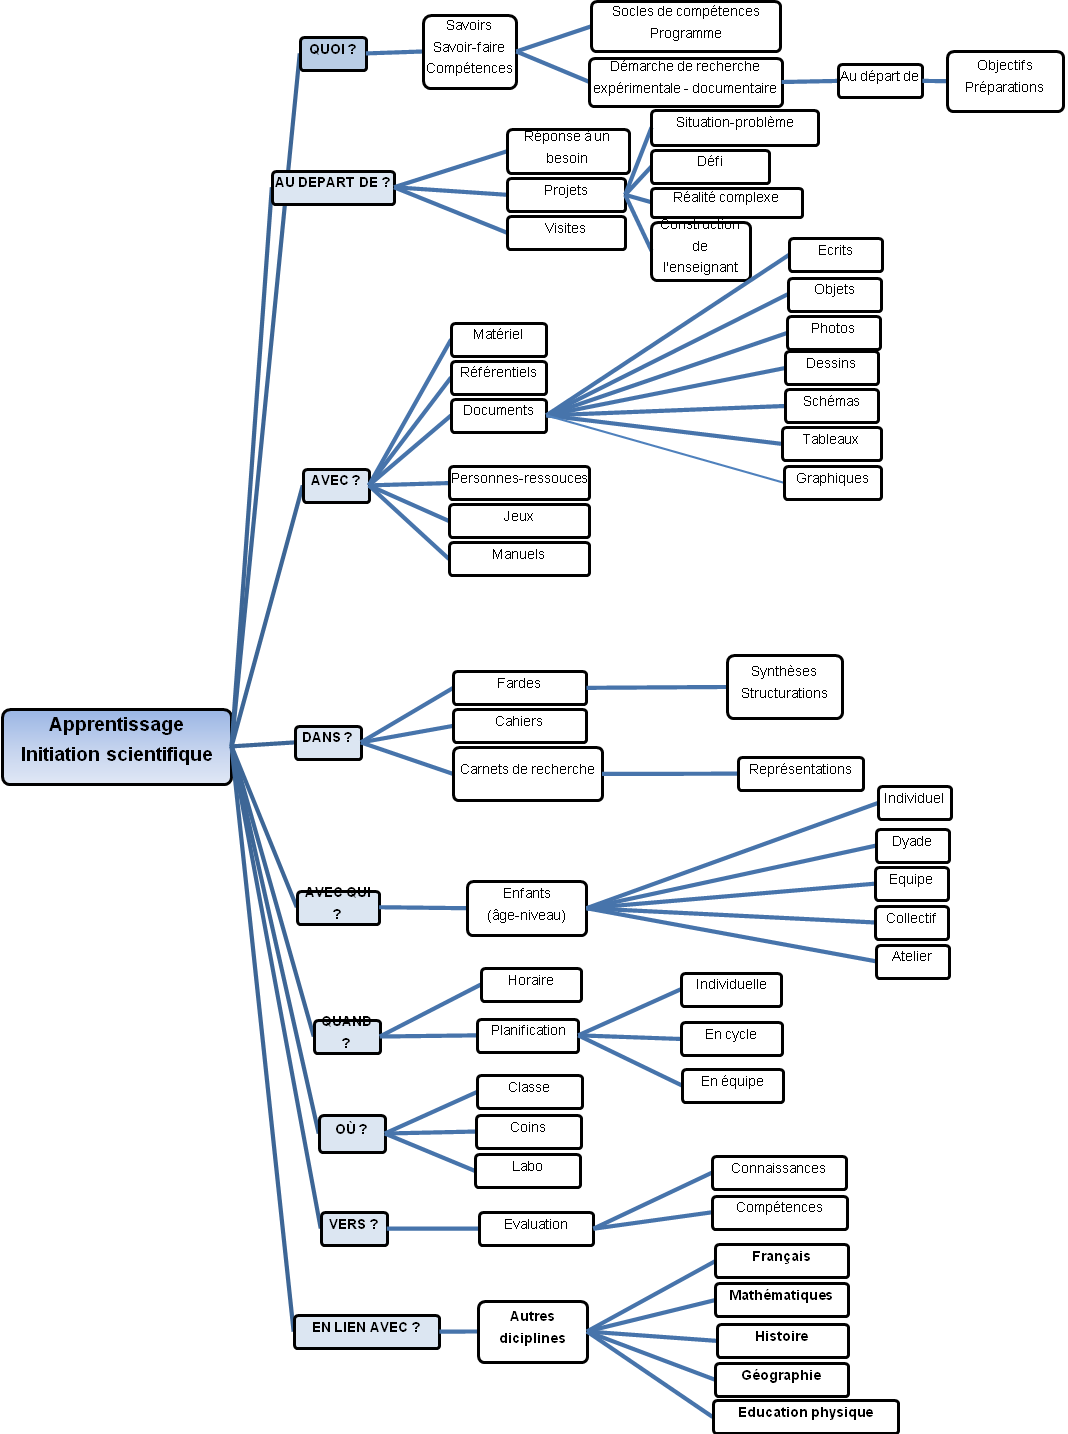 QUOI ?
Savoirs
Savoir-faire
Compétences
Socles de compétences
Programme
Démarche de recherche
expérimentale - documentaire
Au départ de
Objectifs
Préparations
AU DEPART DE ?
Réponse à un
besoin
Projets
Visites
Situation-problème
Défi
Réalité complexe
Construction
de
l'enseignant
AVEC ?
Matériel
Référentiels
Documents
Personnes-ressouces
Jeux
Manuels
Ecrits
Objets
Photos
Dessins
Schémas
Tableaux
Graphiques
Apprentissage
Initiation scientifique
DANS ?
Fardes
Cahiers
Carnets de recherche
Synthèses
Structurations
Représentations
AVEC QUI
?
Enfants
(âge-niveau)
Individuel
Dyade
Equipe
Collectif
Atelier
QUAND
?
Horaire
Planification
Individuelle
En cycle
En équipe
OÙ ?
Classe
Coins
Labo
VERS ?
Evaluation
Connaissances
Compétences
EN LIEN AVEC ?
Autres
diciplines
Français
Mathématiques
Histoire
Géographie
Education physique